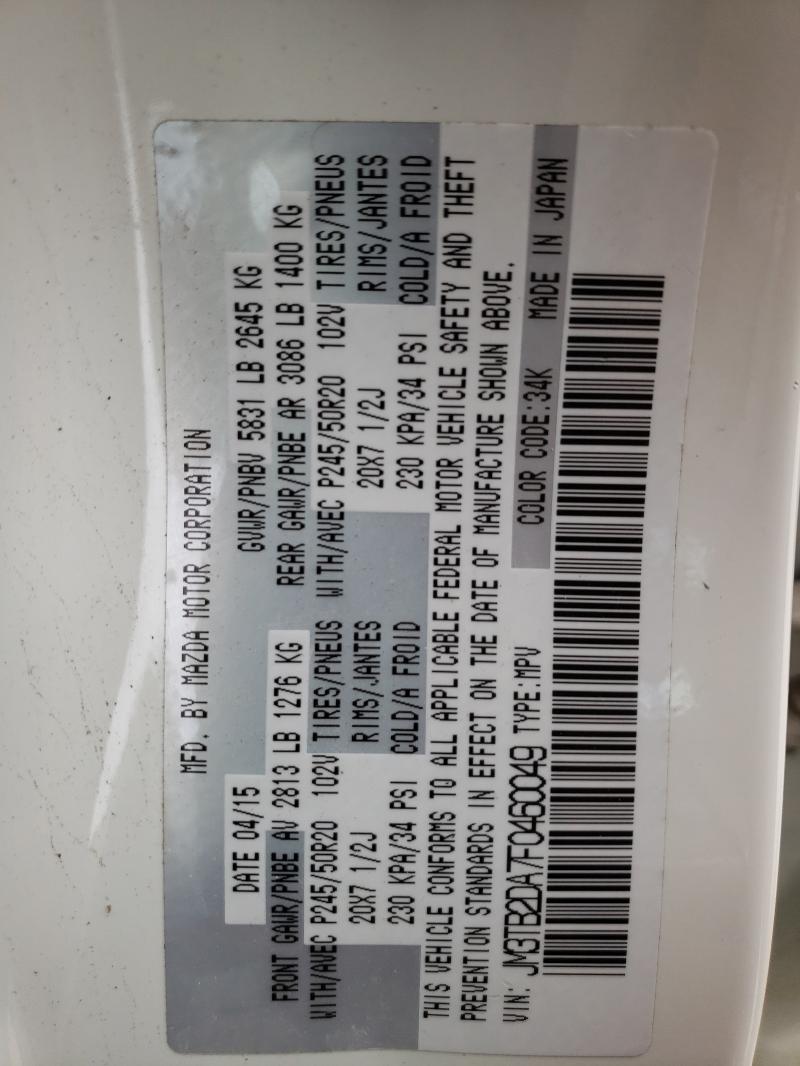 MFD. BY MAZDA MOTOR CORPORATION
DATE 04/15 GVWR/PNBV 5831 LB 2645 KG
FRONT GAWR/PNBE AV 2813 LB 1276 KG REAR GAWR/PNBE AR 3086 LB 1400 KG
WITH/AVEC P245/50R20 102V TIRES/PNEUS WITH/AVEC P245/50R20 102V TIRES/PNEUS
20X7 1/2J RIMS/JANTES 20X7 1/2J RIMS/JANTES
230 KPA/34 PSI COLD/A FROID 230 KPA/34 PSI COLD/A FROID
THIS VEHICLE CONFORMS TO ALL APPLICABLE FEDERAL MOTOR VEHICLE SAFETY AND THEFT
PREVENTION STANDARDS IN EFFECT ON THE DATE OF MANUFACTURE SHOWN ABOVE.
VIN: JM3TB2DA7F0460049 TYPE:MPV COLOR CODE:34K MADE IN JAPAN